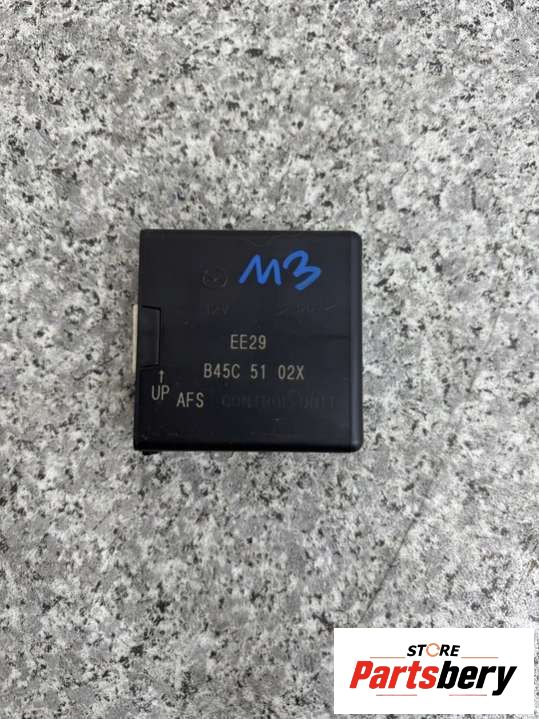 M3
12V
EE29
B45C 51 02X
↑
UP
AFS CONTROL UNIT
STORE
Partsbery